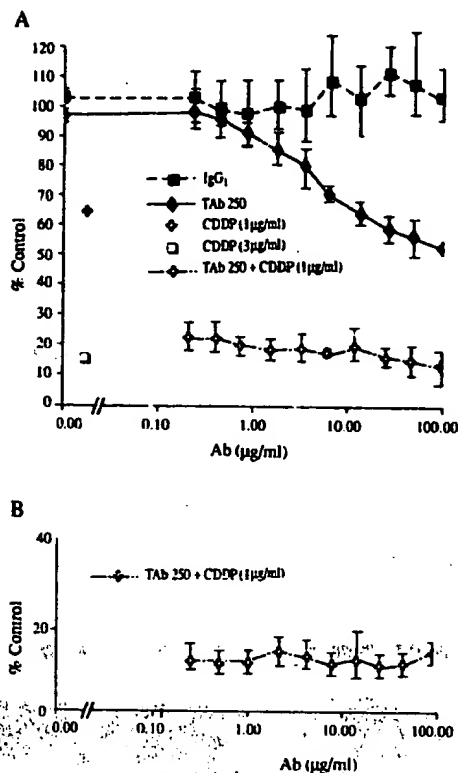 A
120
110
100
90
80
70
60
50
40
30
20
10
0
% Control
IgG1
TAb 250
CDDP (1µg/ml)
CDDP (3µg/ml)
TAb 250 + CDDP (1µg/ml)
0.00 0.10 1.00 10.00 100.00
Ab (µg/ml)
B
40
20
0
% Control
TAb 250 + CDDP (1µg/ml)
0.00 0.10 1.00 10.00 100.00
Ab (µg/ml)